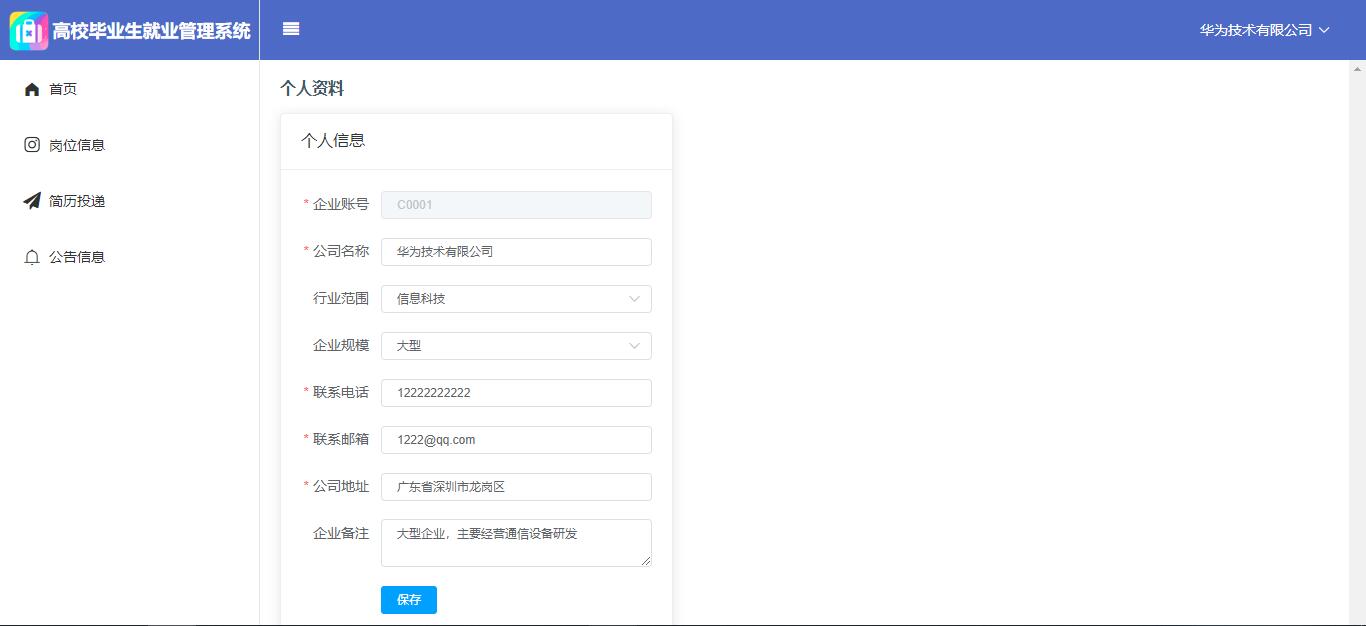 高校毕业生就业管理系统
华为技术有限公司
首页
岗位信息
简历投递
公告信息
个人资料
个人信息
* 企业账号 C0001
* 公司名称 华为技术有限公司
行业范围 信息科技
企业规模 大型
* 联系电话 12222222222
* 联系邮箱 1222@qq.com
* 公司地址 广东省深圳市龙岗区
企业备注 大型企业，主要经营通信设备研发
保存